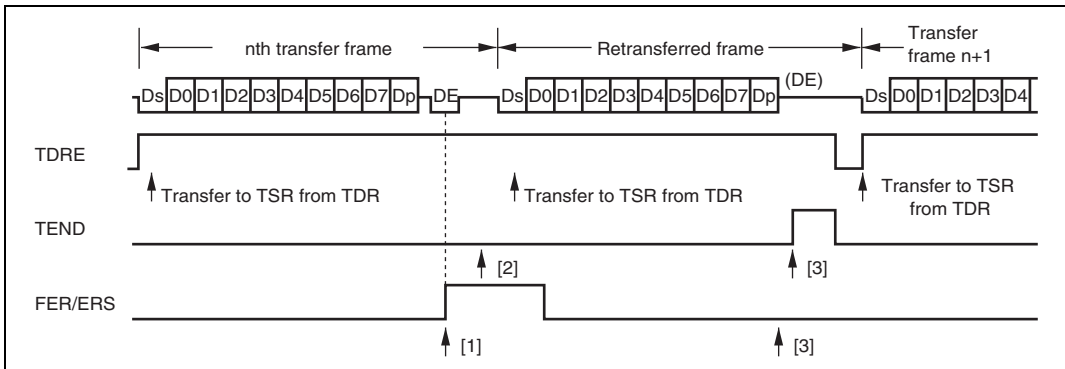 nth transfer frame
Retransferred frame
Transfer
frame n+1
Ds D0 D1 D2 D3 D4 D5 D6 D7 Dp DE
Ds D0 D1 D2 D3 D4 D5 D6 D7 Dp (DE)
Ds D0 D1 D2 D3 D4
TDRE
Transfer to TSR from TDR
Transfer to TSR from TDR
Transfer to TSR
from TDR
TEND
[2]
[3]
FER/ERS
[1]
[3]